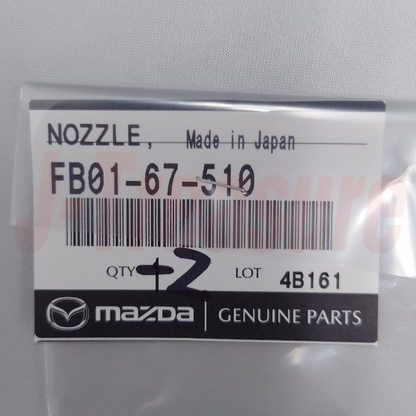 NOZZLE, Made in Japan
FB01-67-510
QTY 2 LOT 4B161
mazda GENUINE PARTS